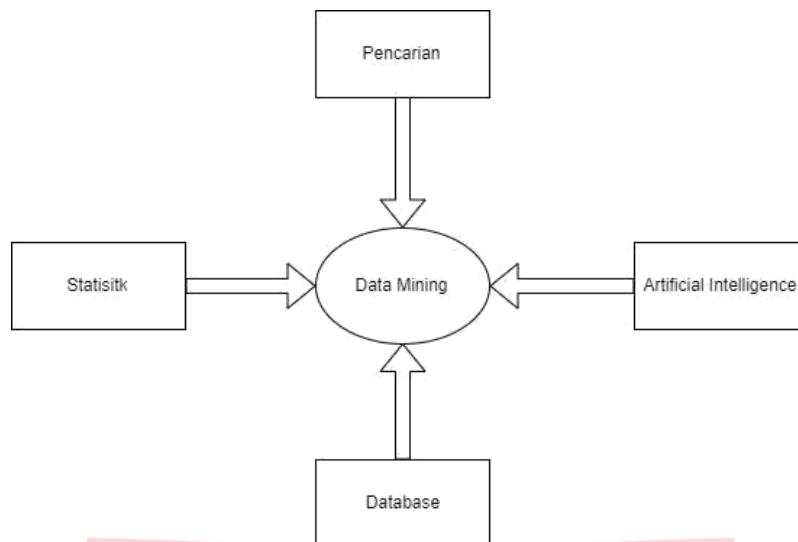 Pencarian
Statisitk
Data Mining
Artificial Intelligence
Database